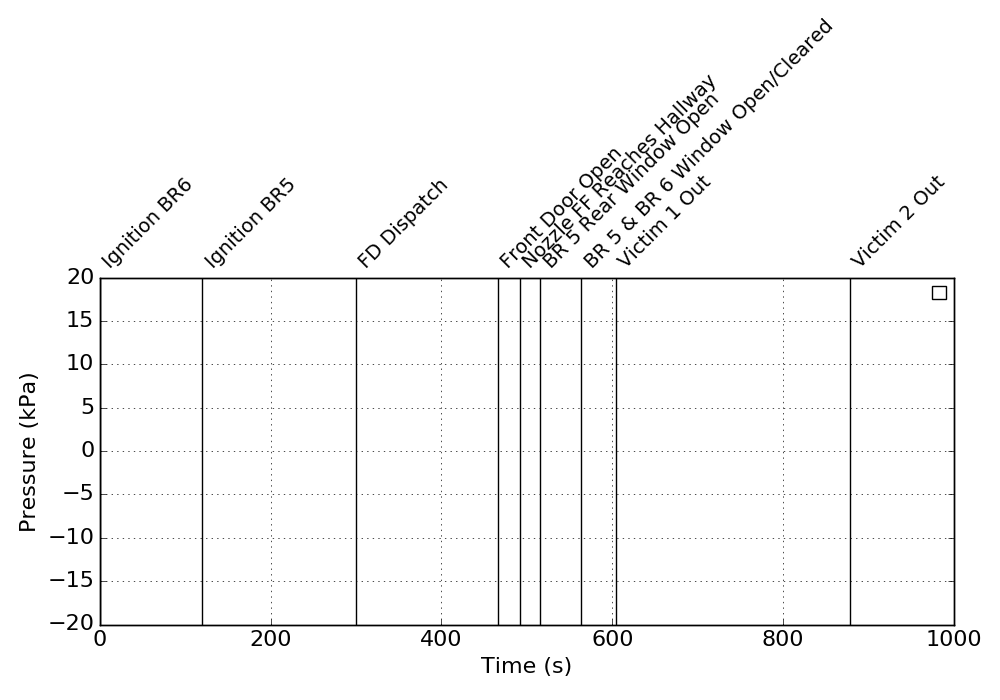 Ignition BR6
Ignition BR5
FD Dispatch
Front Door Open
Nozzle FF Reaches Hallway
BR 5 Rear Window Open
BR 5 & BR 6 Window Open/Cleared
Victim 1 Out
Victim 2 Out
Pressure (kPa)
20
15
10
5
0
−5
−10
−15
−20
0
200
400
600
800
1000
Time (s)